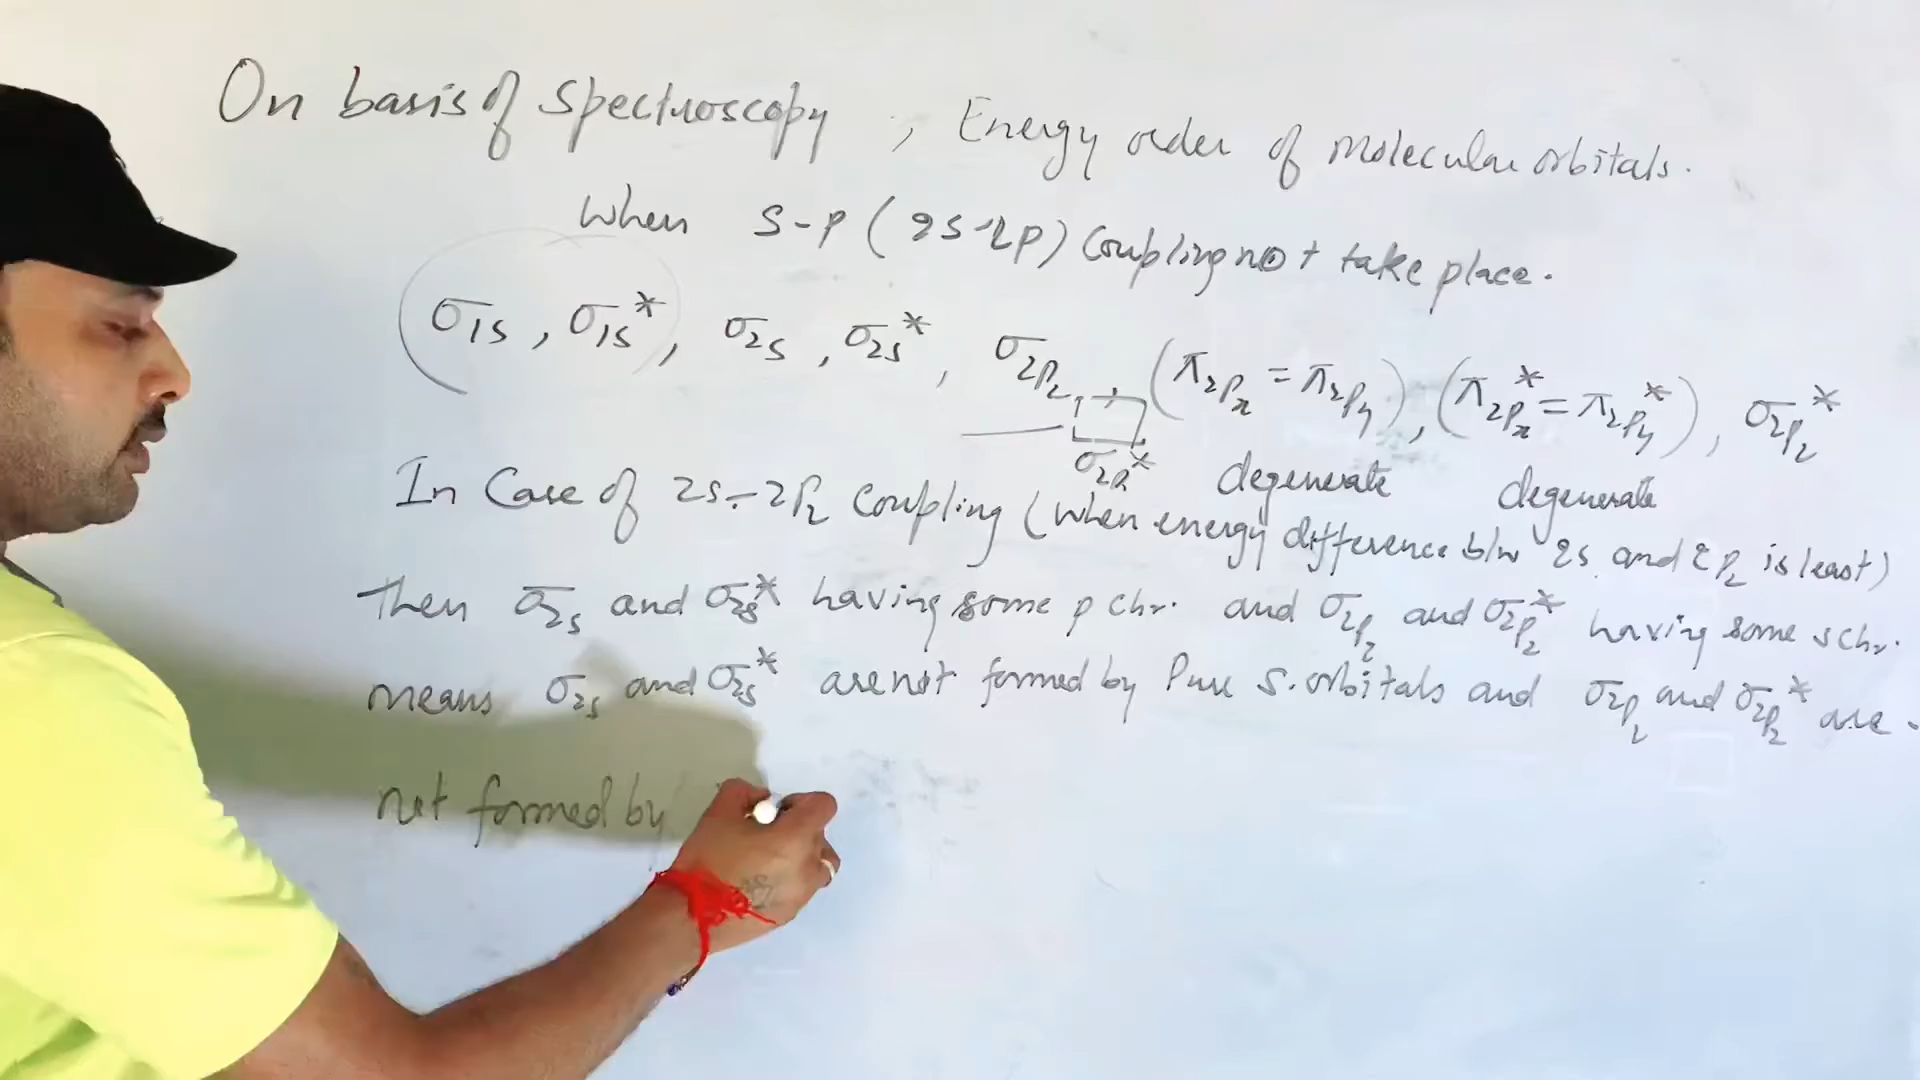 On basis of spectroscopy, Energy order of Molecular orbitals.
When S-P (2s-2p) Coupling not take place.
σ1s, σ1s*, σ2s, σ2s*, σ2Pz, (π2Px = π2Py), (π2Px* = π2Py*), σ2Pz*
σ2Pz* degenerate degenerate
In Case of 2s-2Pz Coupling (When energy difference b/w 2s and 2Pz is least)
then σ2s and σ2s* having some p chr. and σ2Pz and σ2Pz* having some s chr.
means σ2s and σ2s* are not formed by Pure S.orbitals and σ2Pz and σ2Pz* are
not formed by